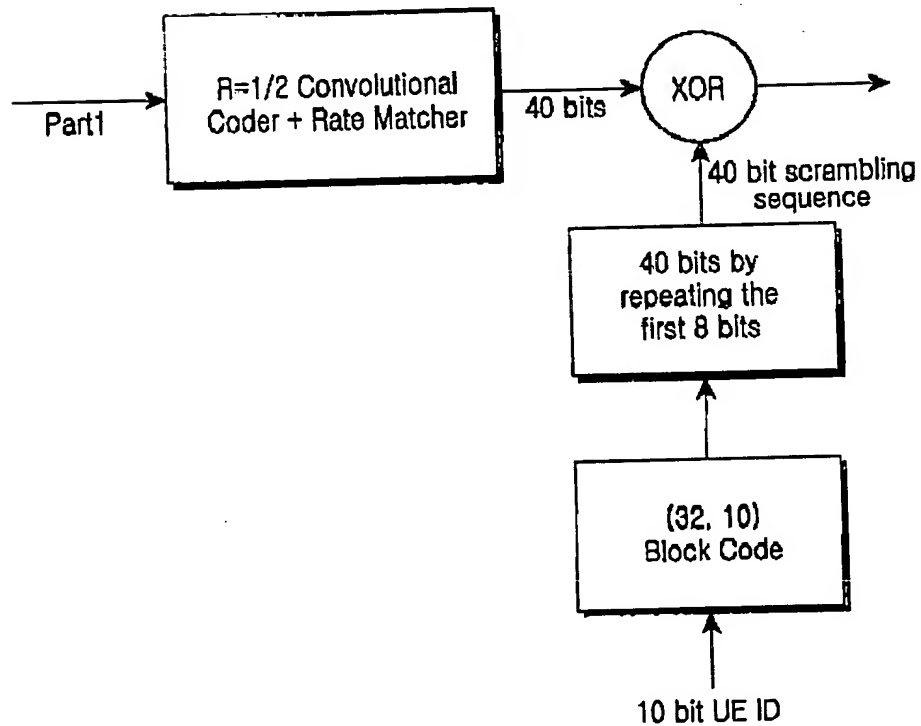 Part1
R=1/2 Convolutional
Coder + Rate Matcher
40 bits
XOR
40 bit scrambling
sequence
40 bits by
repeating the
first 8 bits
(32, 10)
Block Code
10 bit UE ID